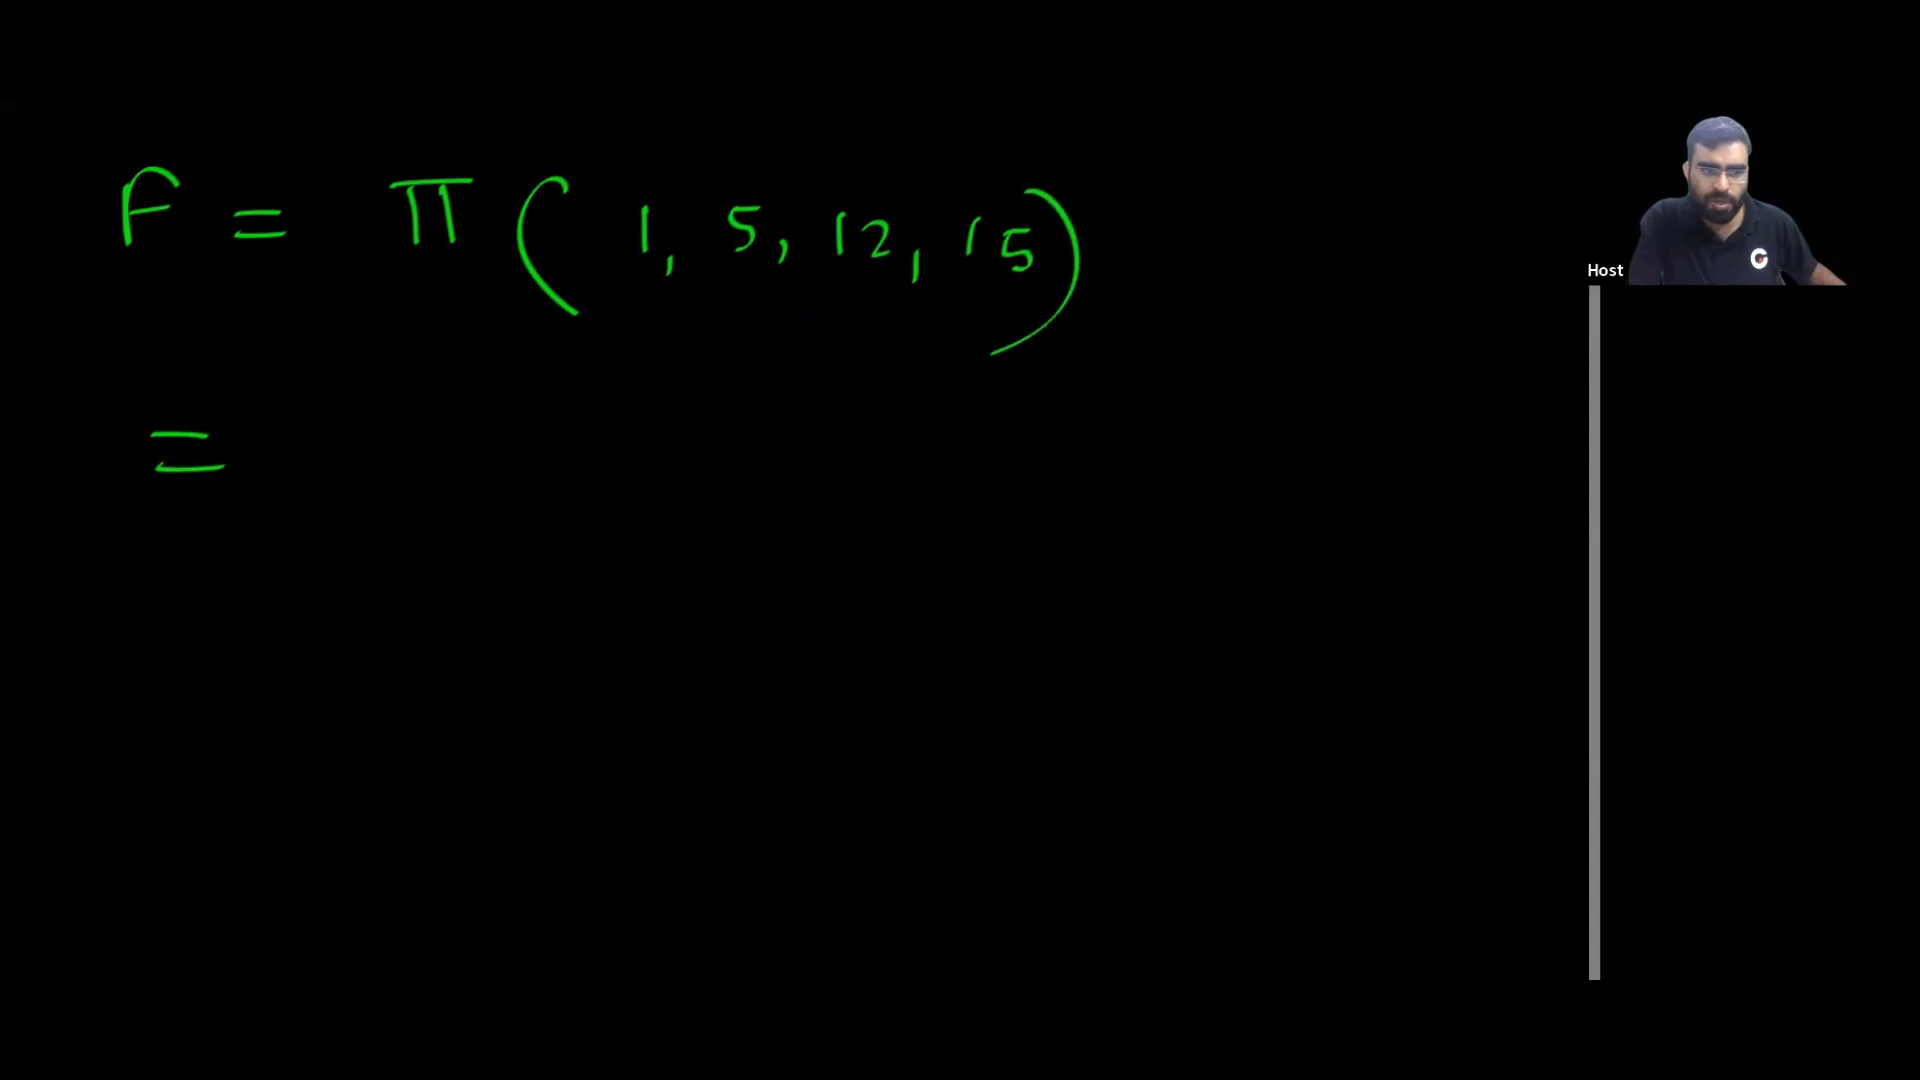 F = π ( 1, 5, 12, 15 )
Host
=